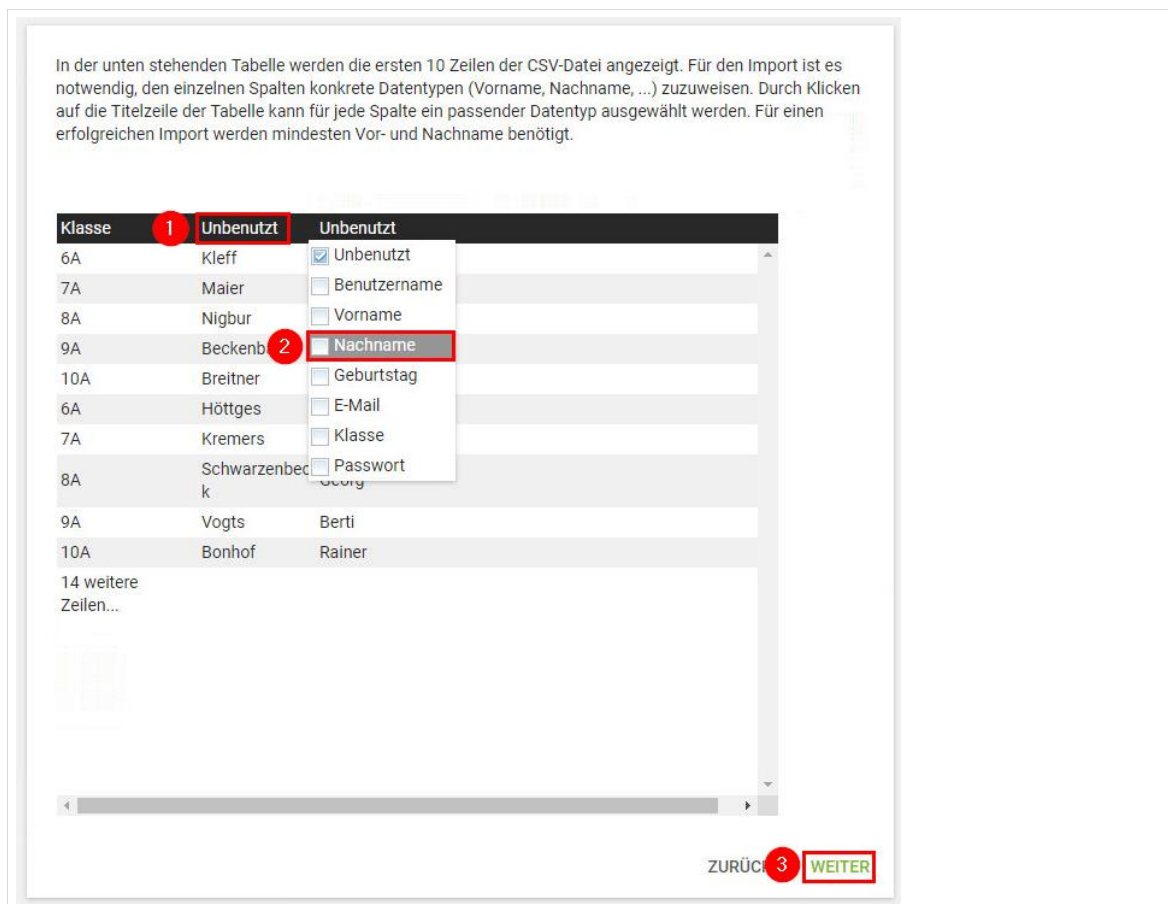 In der unten stehenden Tabelle werden die ersten 10 Zeilen der CSV-Datei angezeigt. Für den Import ist es
notwendig, den einzelnen Spalten konkrete Datentypen (Vorname, Nachname, ...) zuzuweisen. Durch Klicken
auf die Titelzeile der Tabelle kann für jede Spalte ein passender Datentyp ausgewählt werden. Für einen
erfolgreichen Import werden mindesten Vor- und Nachname benötigt.
Klasse 1 Unbenutzt Unbenutzt
6A Kleff Unbenutzt
7A Maier Benutzername
8A Nigbur Vorname
9A 2 Nachname
10A Breitner Geburtstag
6A Höttges E-Mail
7A Kremers Klasse
8A Schwarzenbec
k Passwort
9A Vogts Berti
10A Bonhof Rainer
14 weitere
Zeilen...
3 WEITER